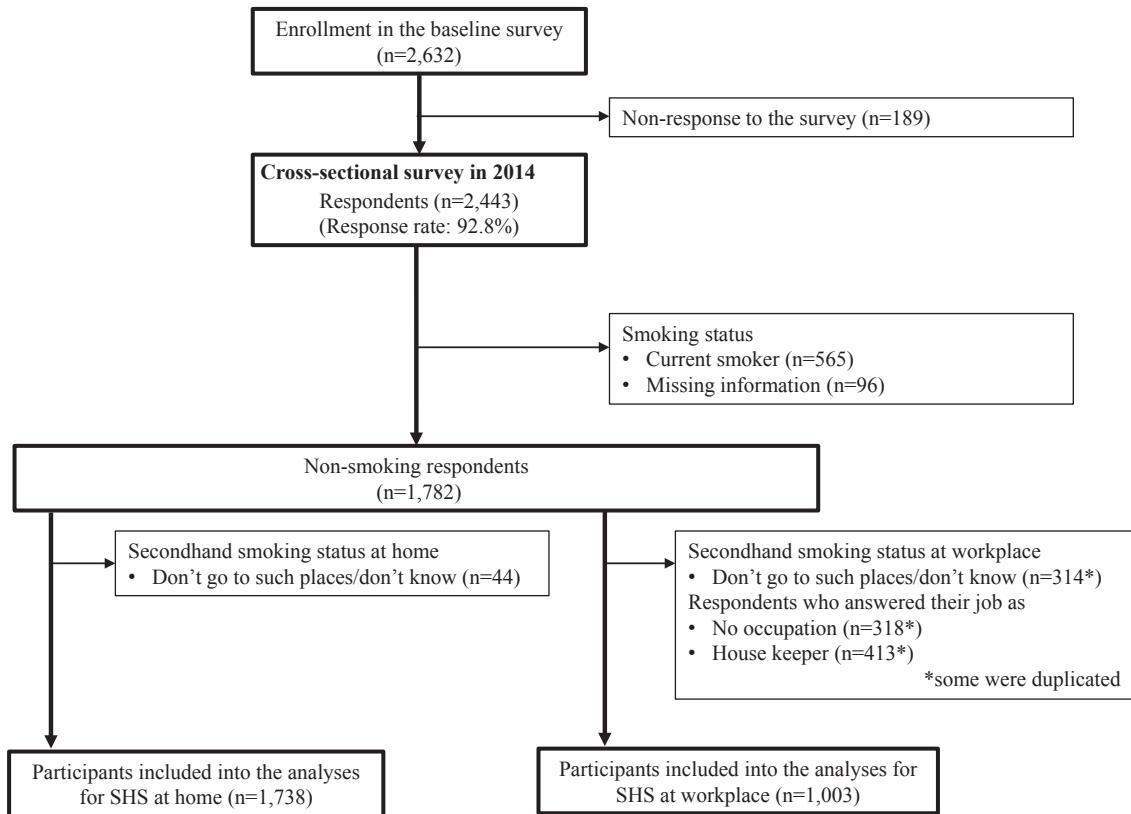 Enrollment in the baseline survey
(n=2,632)
Non-response to the survey (n=189)
Cross-sectional survey in 2014
Respondents (n=2,443)
(Response rate: 92.8%)
Smoking status
• Current smoker (n=565)
• Missing information (n=96)
Non-smoking respondents
(n=1,782)
Secondhand smoking status at home
• Don’t go to such places/don’t know (n=44)
Secondhand smoking status at workplace
• Don’t go to such places/don’t know (n=314*)
Respondents who answered their job as
• No occupation (n=318*)
• House keeper (n=413*)
*some were duplicated
Participants included into the analyses
for SHS at home (n=1,738)
Participants included into the analyses for
SHS at workplace (n=1,003)